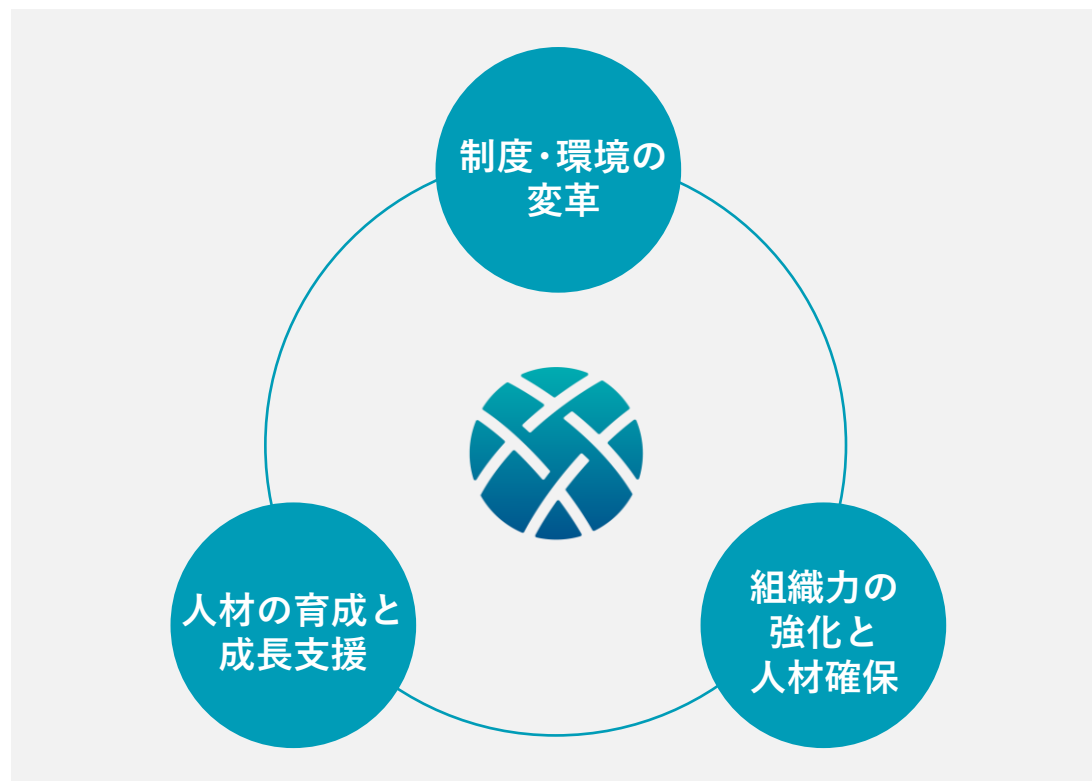 制度・環境の
変革
人材の育成と
成長支援
組織力の
強化と
人材確保